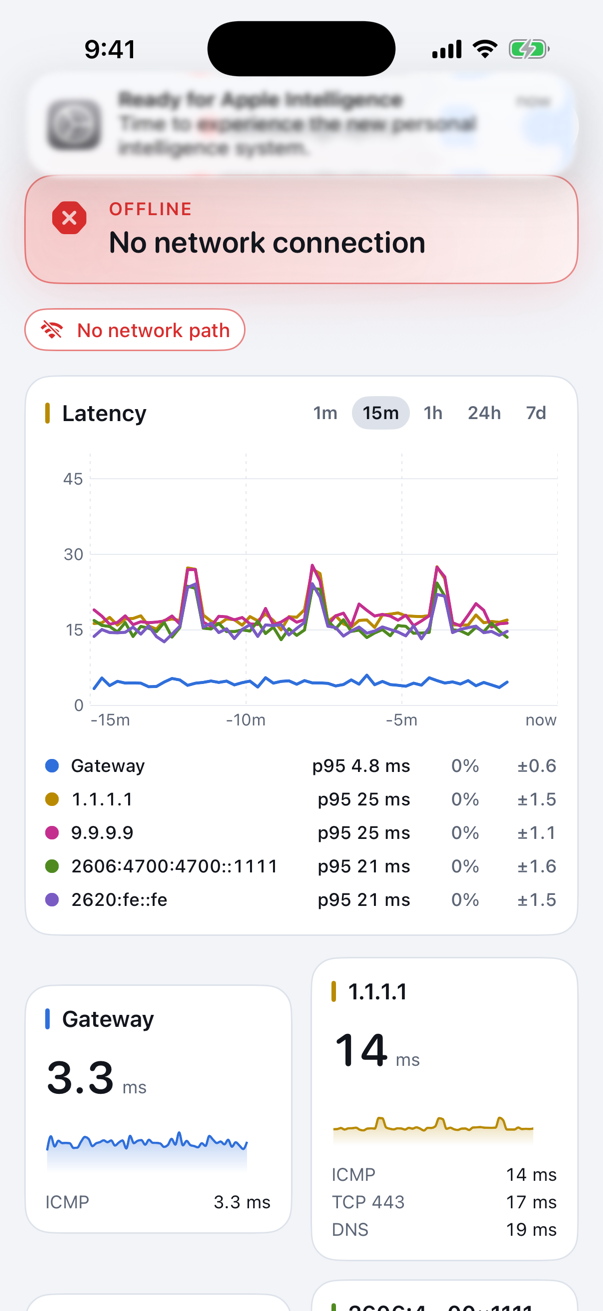 9:41
Ready for Apple Intelligence
now
Time to experience the new personal
intelligence system.
OFFLINE
No network connection
No network path
Latency
1m 15m 1h 24h 7d
45
30
15
0
-15m -10m -5m now
Gateway p95 4.8 ms 0% ±0.6
1.1.1.1 p95 25 ms 0% ±1.5
9.9.9.9 p95 25 ms 0% ±1.1
2606:4700:4700::1111 p95 21 ms 0% ±1.6
2620:fe::fe p95 21 ms 0% ±1.5
Gateway
3.3 ms
ICMP 3.3 ms
1.1.1.1
14 ms
ICMP 14 ms
TCP 443 17 ms
DNS 19 ms